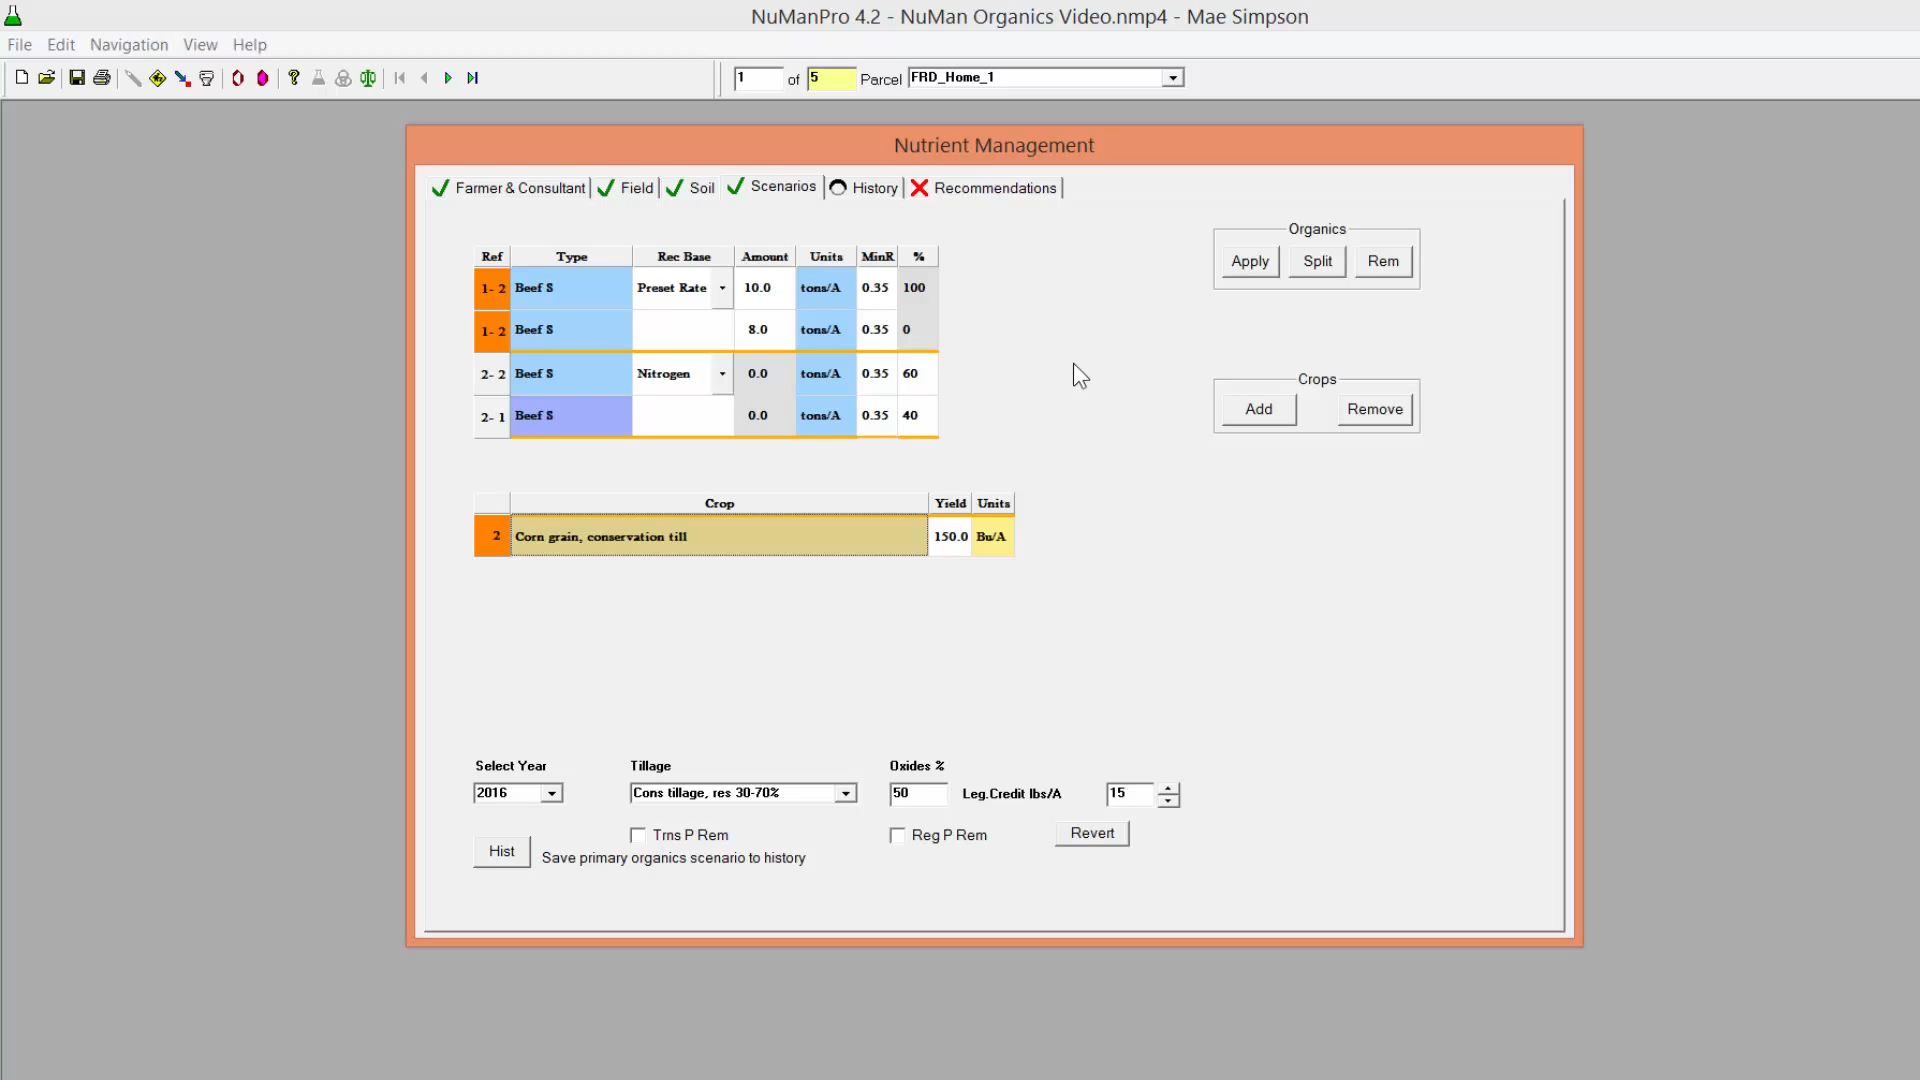 NuManPro 4.2 - NuMan Organics Video.nmp4 - Mae Simpson
File Edit Navigation View Help
1 of 5 Parcel FRD_Home_1
Nutrient Management
Farmer & Consultant Field Soil Scenarios History Recommendations
Organics
Apply Split Rem
Ref Type Rec Base Amount Units MinR %
1- 2 Beef S Preset Rate 10.0 tons/A 0.35 100
1- 2 Beef S 8.0 tons/A 0.35 0
2- 2 Beef S Nitrogen 0.0 tons/A 0.35 60
2- 1 Beef S 0.0 tons/A 0.35 40
Crops
Add Remove
Crop Yield Units
2 Corn grain, conservation till 150.0 Bu/A
Select Year Tillage Oxides %
2016 Cons tillage, res 30-70% 50 Leg.Credit lbs/A 15
Trns P Rem Reg P Rem Revert
Hist Save primary organics scenario to history